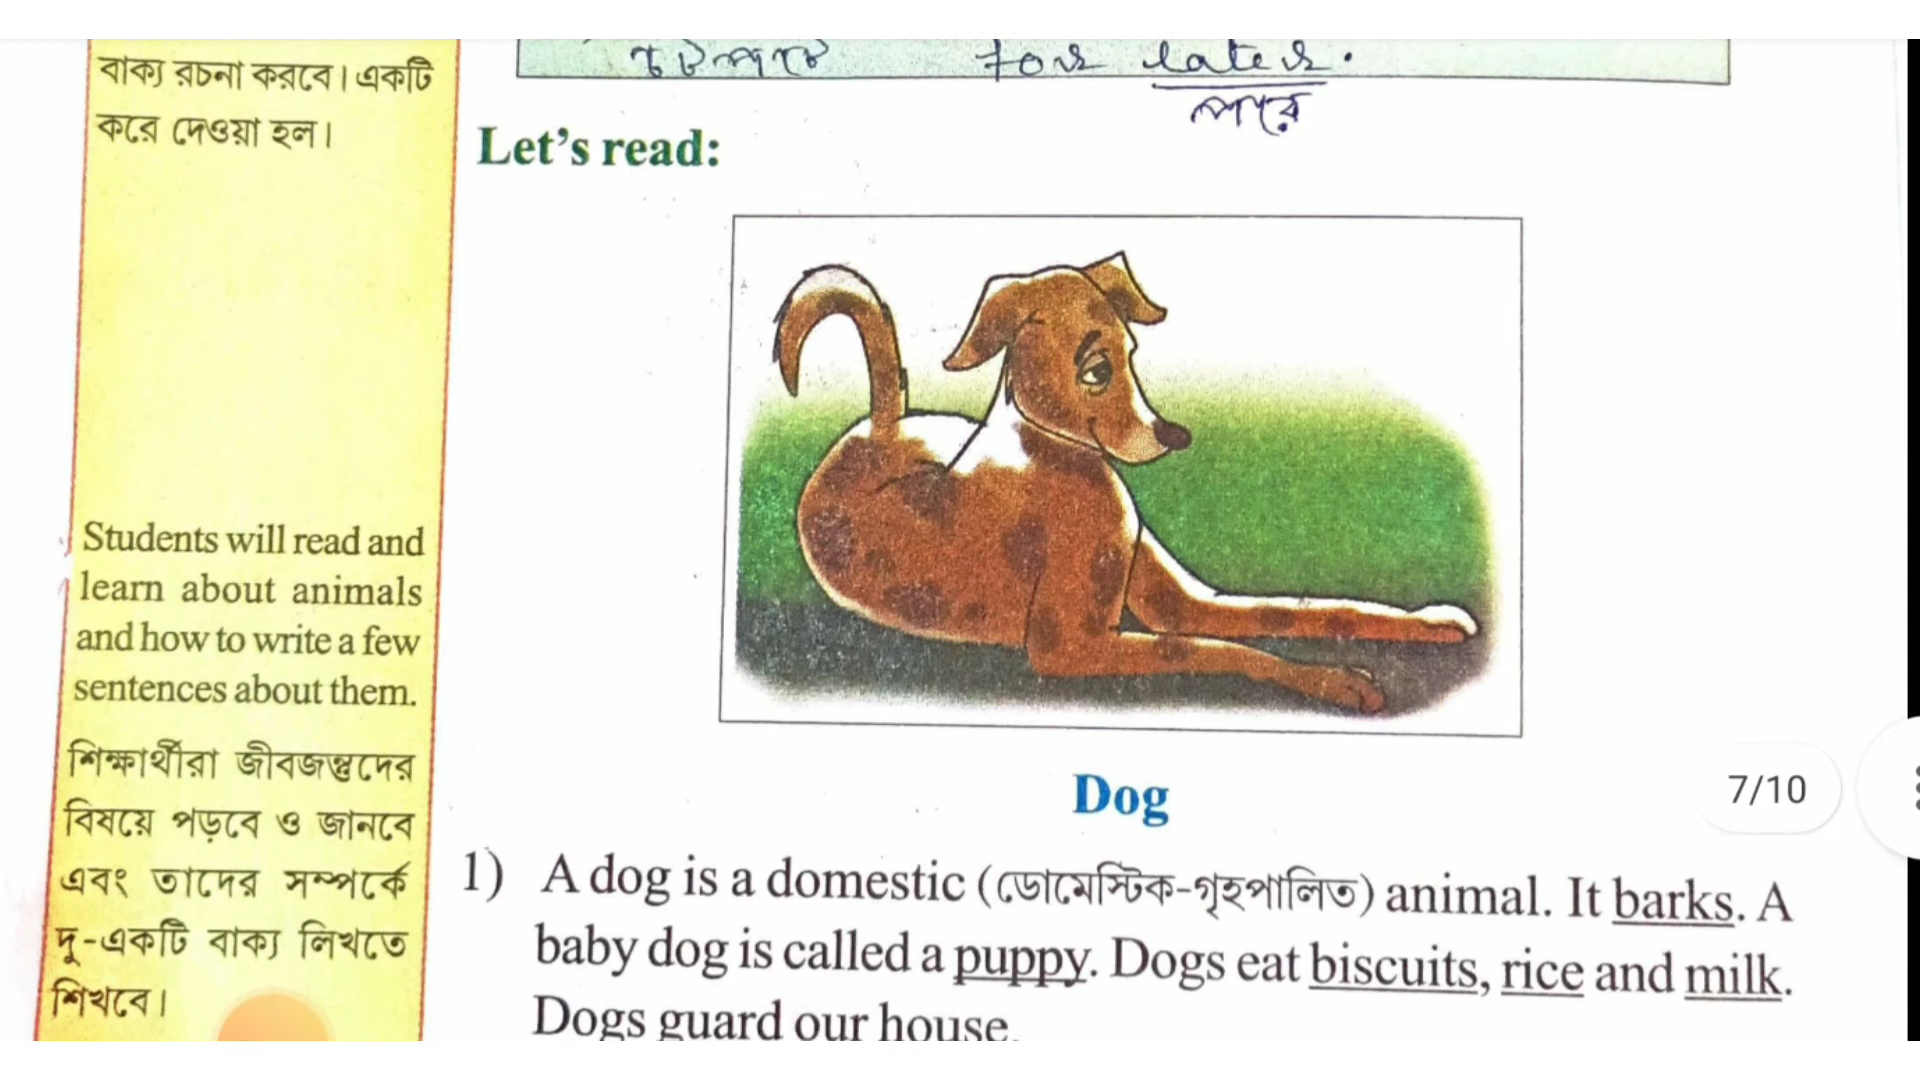 বাক্য রচনা করবে। একটি
করে দেওয়া হল।
for later.
পরে
Let's read:
Students will read and
learn about animals
and how to write a few
sentences about them.
শিক্ষার্থীরা জীবজন্তুদের
বিষয়ে পড়বে ও জানবে
এবং তাদের সম্পর্কে
দু-একটি বাক্য লিখতে
শিখবে।
Dog
7/10
1) A dog is a domestic (ডোমেস্টিক-গৃহপালিত) animal. It barks. A
baby dog is called a puppy. Dogs eat biscuits, rice and milk.
Dogs guard our house.